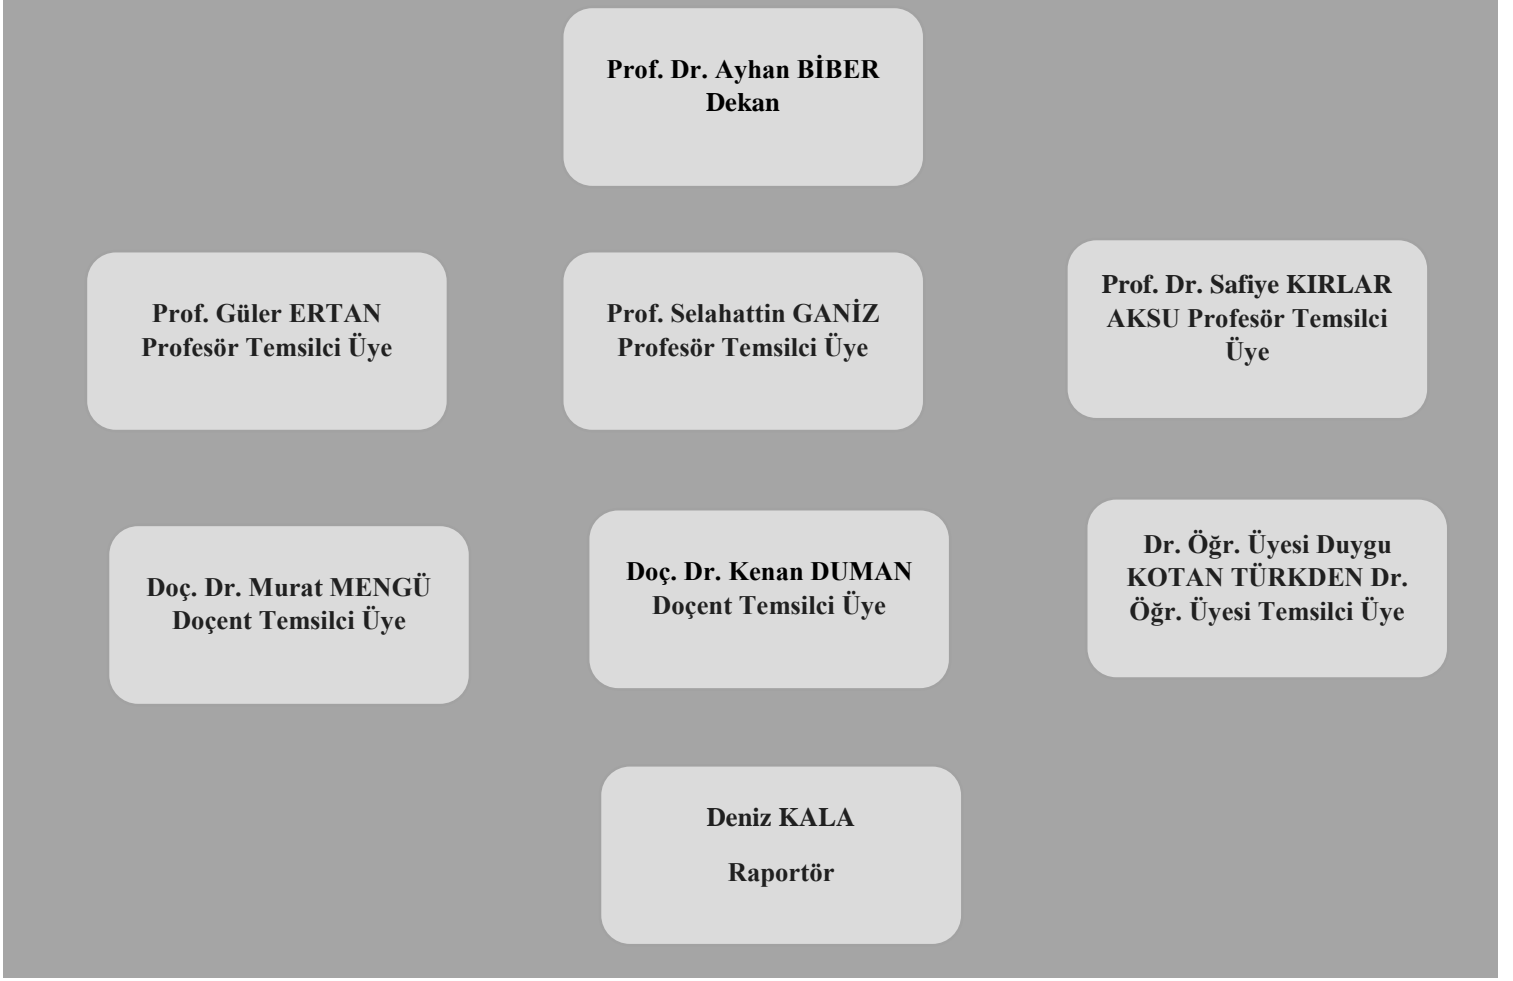 Prof. Dr. Ayhan BİBER
Dekan
Prof. Güler ERTAN
Profesör Temsilci Üye
Prof. Selahattin GANİZ
Profesör Temsilci Üye
Prof. Dr. Safiye KIRLAR
AKSU Profesör Temsilci
Üye
Doç. Dr. Murat MENGÜ
Doçent Temsilci Üye
Doç. Dr. Kenan DUMAN
Doçent Temsilci Üye
Dr. Öğr. Üyesi Duygu
KOTAN TÜRKDEN Dr.
Öğr. Üyesi Temsilci Üye
Deniz KALA
Raportör